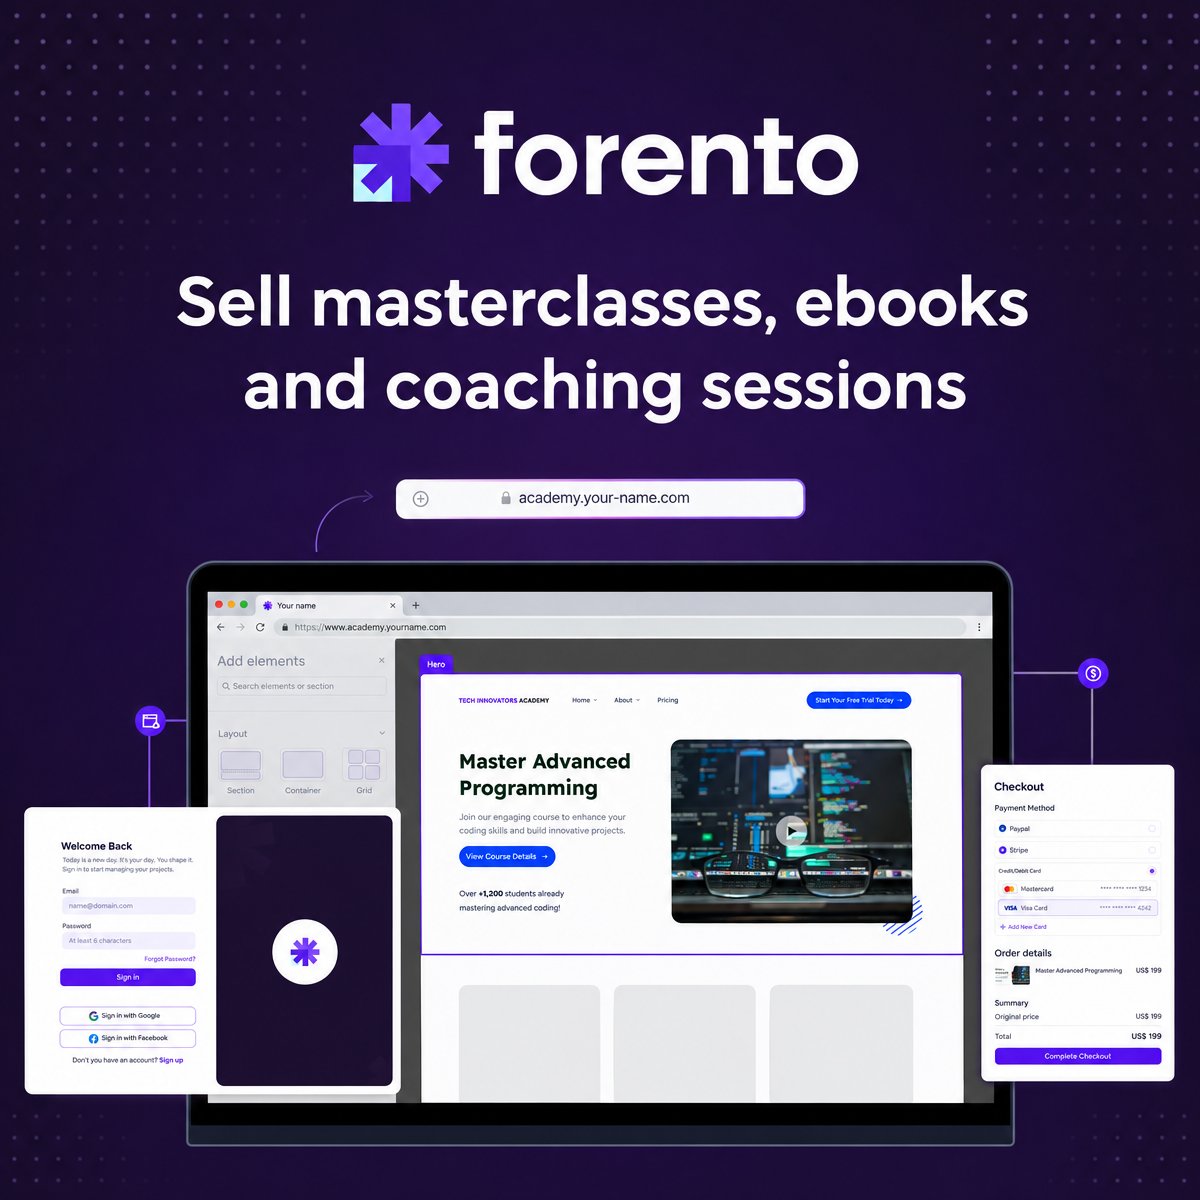 forento
Sell masterclasses, ebooks
and coaching sessions
academy.your-name.com
Your name
https://www.academy.yourname.com
Add elements
Search elements or section
Layout
Section
Container
Grid
Hero
TECH INNOVATORS ACADEMY
Home
About
Pricing
Start Your Free Trial Today →
Master Advanced
Programming
Join our engaging course to enhance your
coding skills and build innovative projects.
View Course Details →
Over +1,200 students already
mastering advanced coding!
Welcome Back
Today is a new day. It's your day. You shape it.
Sign in to start managing your projects.
Email
name@domain.com
Password
At least 6 characters
Forgot Password?
Sign in
Sign in with Google
Sign in with Facebook
Don't you have an account? Sign up
Checkout
Payment Method
Paypal
Stripe
Credit/Debit Card
Mastercard **** **** **** 1234
VISA Visa Card **** **** **** 4242
+ Add New Card
Order details
Master Advanced Programming US$ 199
Summary
Original price US$ 199
Total US$ 199
Complete Checkout